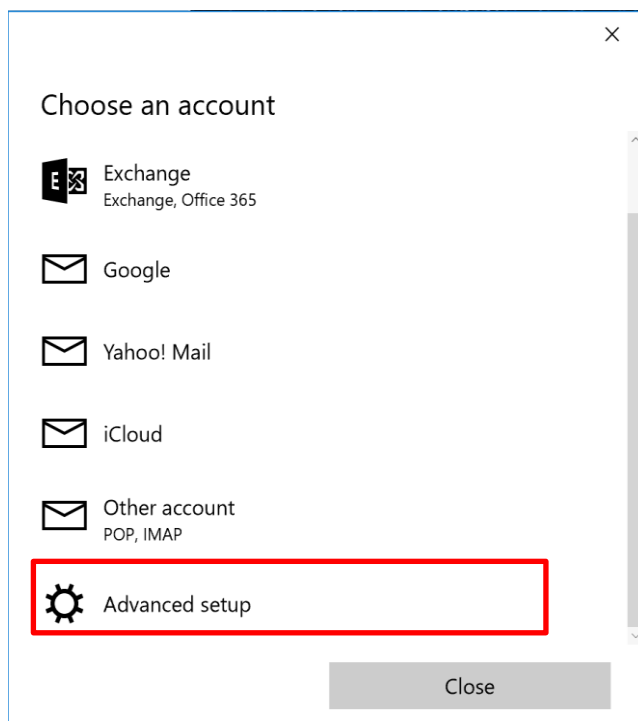 Choose an account
Exchange
Exchange, Office 365
Google
Yahoo! Mail
iCloud
Other account
POP, IMAP
Advanced setup
Close